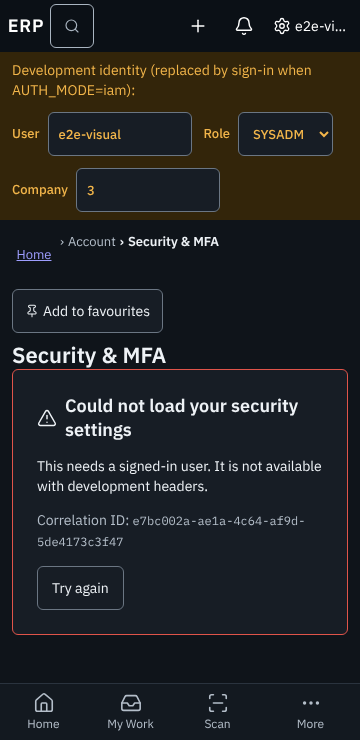 ERP
e2e-vi...
Development identity (replaced by sign-in when
AUTH_MODE=iam):
User e2e-visual Role SYSADM
Company 3
Home › Account › Security & MFA
Add to favourites
Security & MFA
Could not load your security
settings
This needs a signed-in user. It is not available
with development headers.
Correlation ID: e7bc002a-ae1a-4c64-af9d-
5de4173c3f47
Try again
Home My Work Scan More